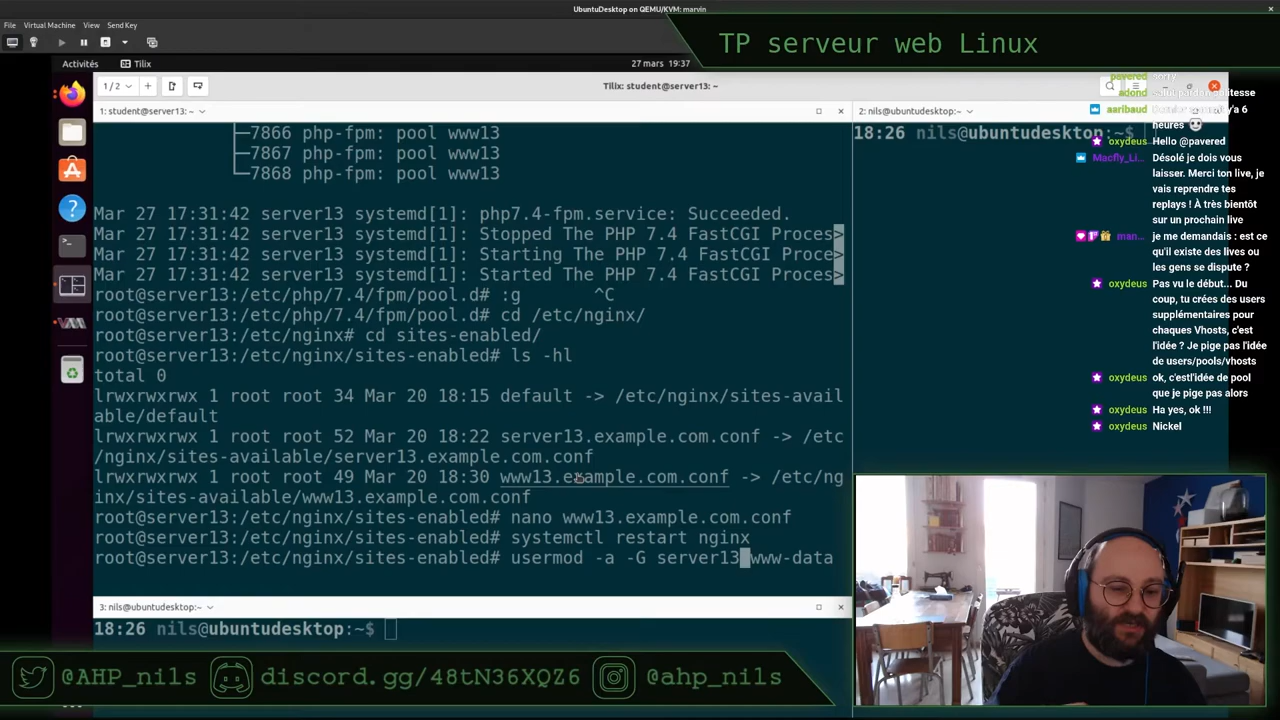 UbuntuDesktop on QEMU/KVM: marvin
File Virtual Machine View Send Key
TP serveur web Linux
Activités Tilix 27 mars 19:37
1 / 2 Tilix: student@server13: ~
1: student@server13: ~
├─7866 php-fpm: pool www13
├─7867 php-fpm: pool www13
└─7868 php-fpm: pool www13
Mar 27 17:31:42 server13 systemd[1]: php7.4-fpm.service: Succeeded.
Mar 27 17:31:42 server13 systemd[1]: Stopped The PHP 7.4 FastCGI Proces>
Mar 27 17:31:42 server13 systemd[1]: Starting The PHP 7.4 FastCGI Proce>
Mar 27 17:31:42 server13 systemd[1]: Started The PHP 7.4 FastCGI Proces>
root@server13:/etc/php/7.4/fpm/pool.d# :g ^C
root@server13:/etc/php/7.4/fpm/pool.d# cd /etc/nginx/
root@server13:/etc/nginx# cd sites-enabled/
root@server13:/etc/nginx/sites-enabled# ls -hl
total 0
lrwxrwxrwx 1 root root 34 Mar 20 18:15 default -> /etc/nginx/sites-avail
able/default
lrwxrwxrwx 1 root root 52 Mar 20 18:22 server13.example.com.conf -> /etc
/nginx/sites-available/server13.example.com.conf
lrwxrwxrwx 1 root root 49 Mar 20 18:30 www13.example.com.conf -> /etc/ng
inx/sites-available/www13.example.com.conf
root@server13:/etc/nginx/sites-enabled# nano www13.example.com.conf
root@server13:/etc/nginx/sites-enabled# systemctl restart nginx
root@server13:/etc/nginx/sites-enabled# usermod -a -G server13 www-data
3: nils@ubuntudesktop:~
18:26 nils@ubuntudesktop:~$
2: nils@ubuntudesktop:~
18:26 nils@ubuntudesktop:~$
pavered sorry
adond
aaribaud y'a 6
heures
oxydeus Hello @pavered
Macfly_Li... Désolé je dois vous
laisser. Merci ton live, je
vais reprendre tes
replays ! À très bientôt
sur un prochain live
man... je me demandais : est ce
qu'il existe des lives
ou les gens se dispute ?
oxydeus Pas vu le début... Du
coup, tu crées des users
supplémentaires pour
chaques Vhosts, c'est
l'idée ? Je pige pas l'idée
de users/pools/vhosts
oxydeus ok, c'estl'idée de pool
que je pige pas alors
oxydeus Ha yes, ok !!!
oxydeus Nickel
@AHP_nils discord.gg/48tN36XQZ6 @ahp_nils